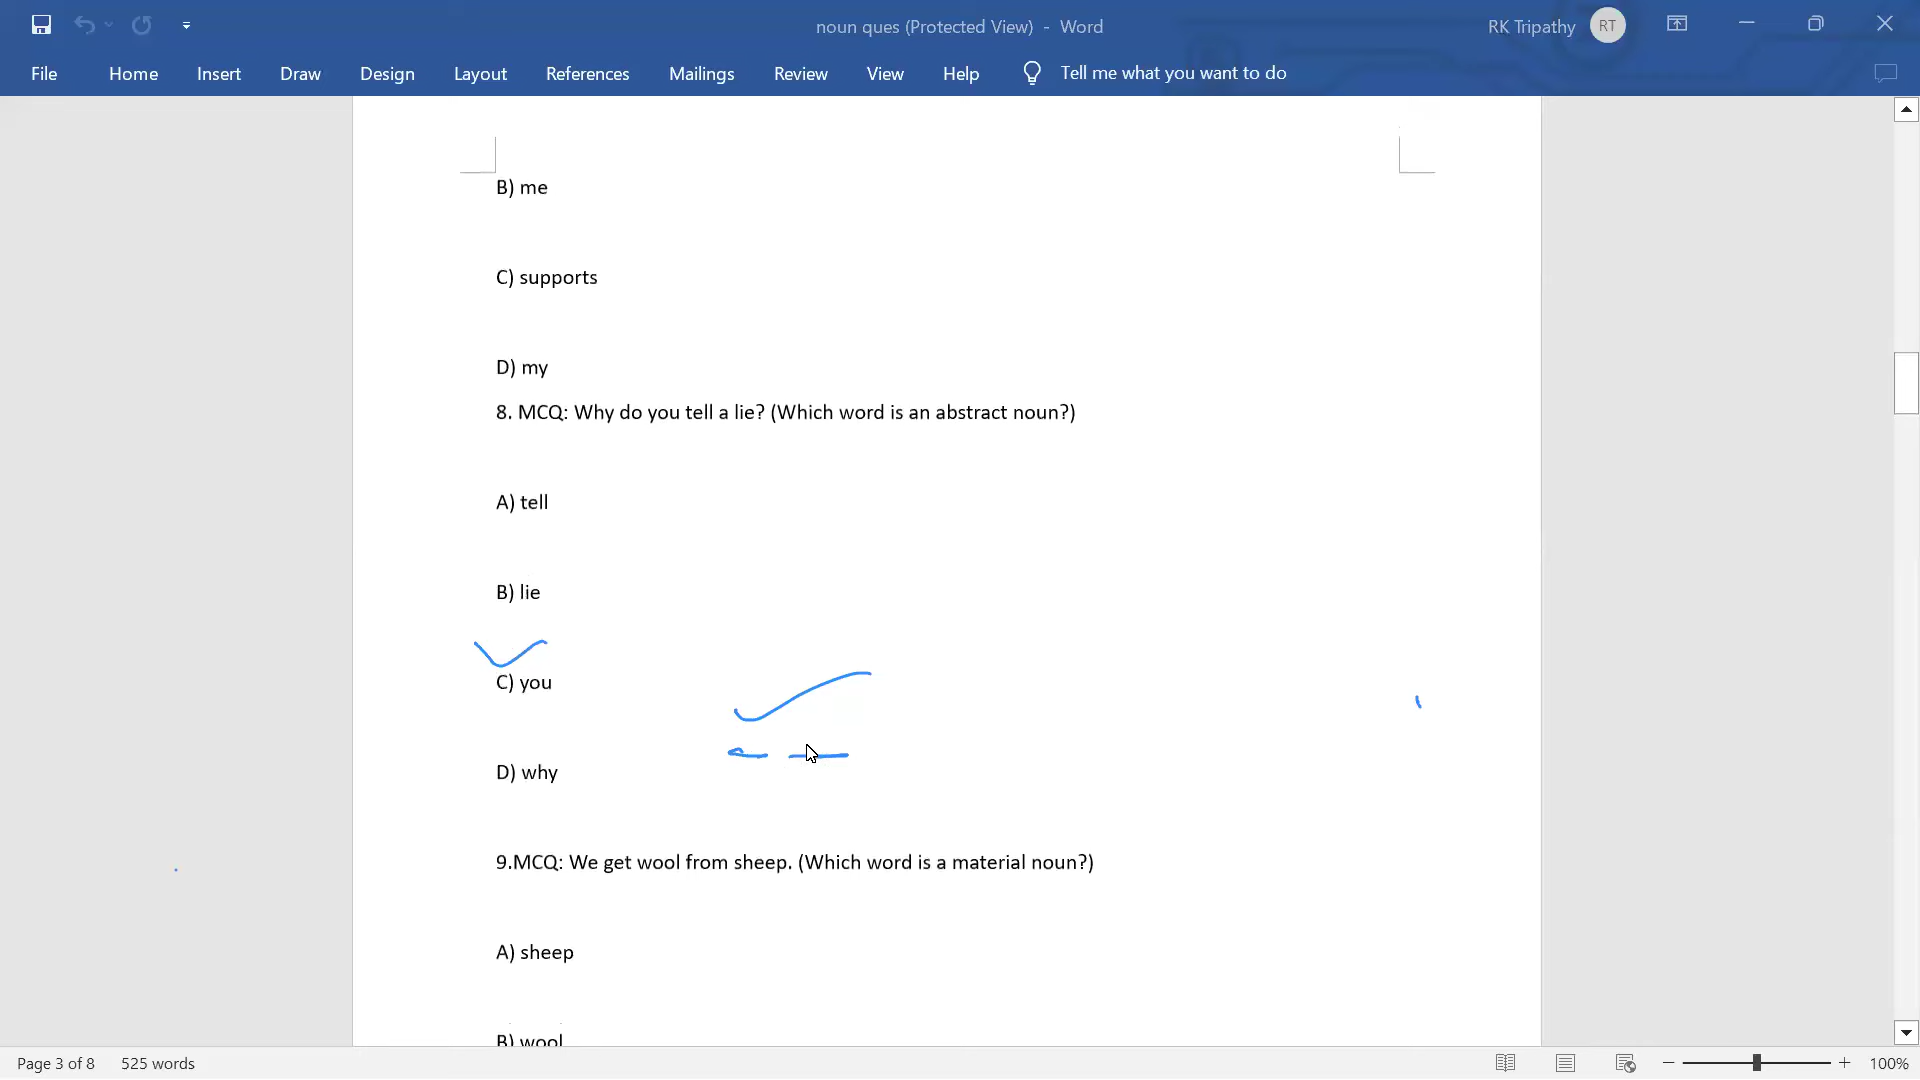 noun ques (Protected View) - Word
RK Tripathy RT
File Home Insert Draw Design Layout References Mailings Review View Help Tell me what you want to do
B) me
C) supports
D) my
8. MCQ: Why do you tell a lie? (Which word is an abstract noun?)
A) tell
B) lie
C) you
D) why
9.MCQ: We get wool from sheep. (Which word is a material noun?)
A) sheep
B) wool
Page 3 of 8 525 words 100%